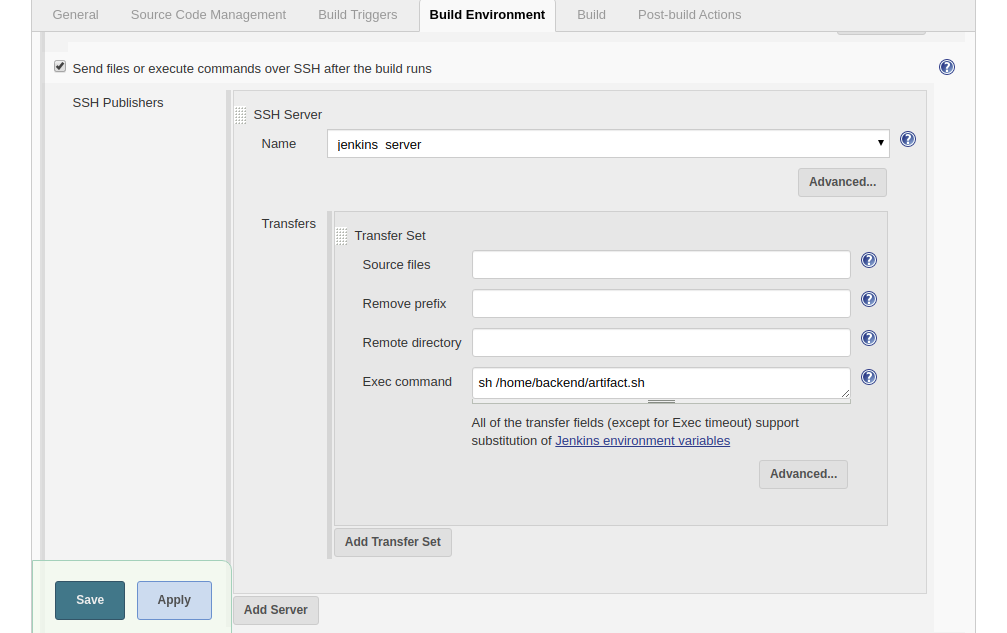 General Source Code Management Build Triggers Build Environment Build Post-build Actions
Send files or execute commands over SSH after the build runs
SSH Publishers
SSH Server
Name jenkins server
Advanced...
Transfers
Transfer Set
Source files
Remove prefix
Remote directory
Exec command sh /home/backend/artifact.sh
All of the transfer fields (except for Exec timeout) support
substitution of Jenkins environment variables
Advanced...
Add Transfer Set
Save Apply
Add Server